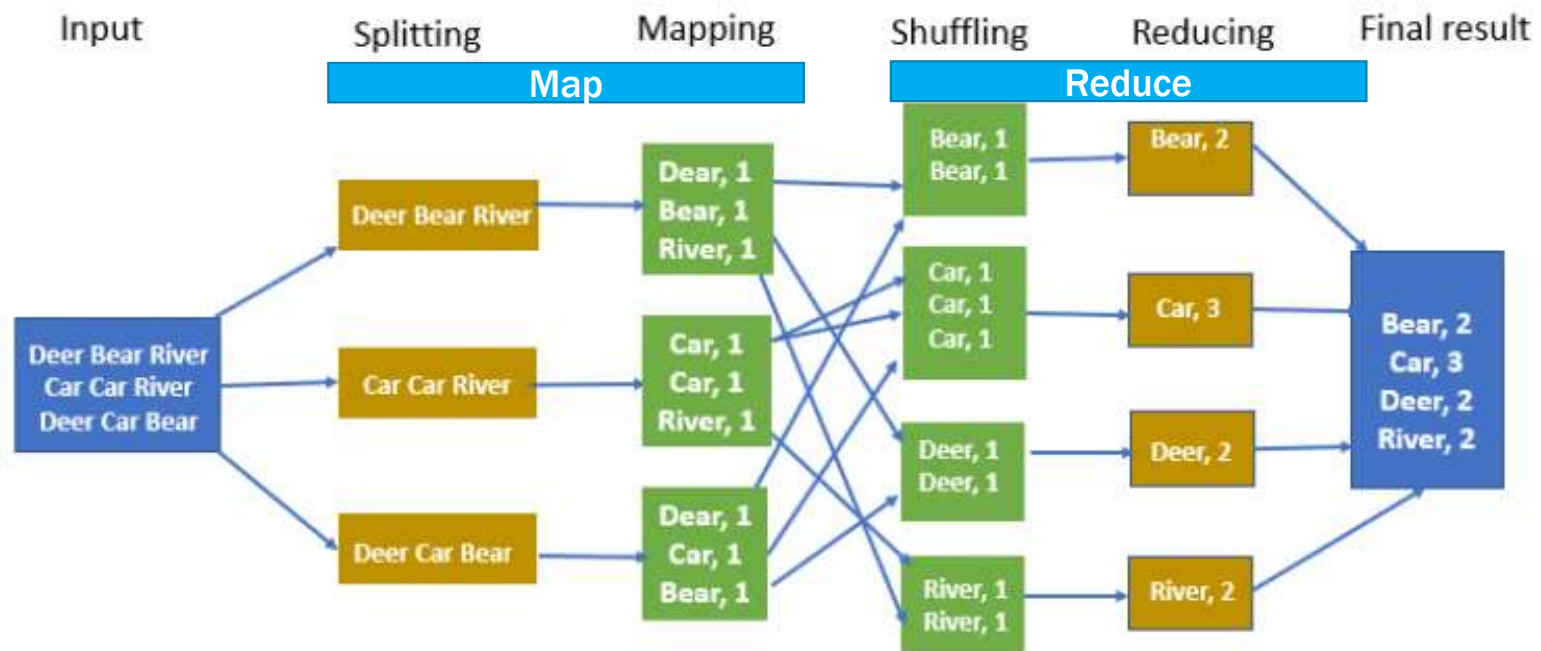 Input
Splitting
Mapping
Shuffling
Reducing
Final result
Map
Reduce
Deer Bear River
Car Car River
Deer Car Bear
Deer Bear River
Car Car River
Deer Car Bear
Dear, 1
Bear, 1
River, 1
Car, 1
Car, 1
River, 1
Dear, 1
Car, 1
Bear, 1
Bear, 1
Bear, 1
Car, 1
Car, 1
Car, 1
Deer, 1
Deer, 1
River, 1
River, 1
Bear, 2
Car, 3
Deer, 2
River, 2
Bear, 2
Car, 3
Deer, 2
River, 2